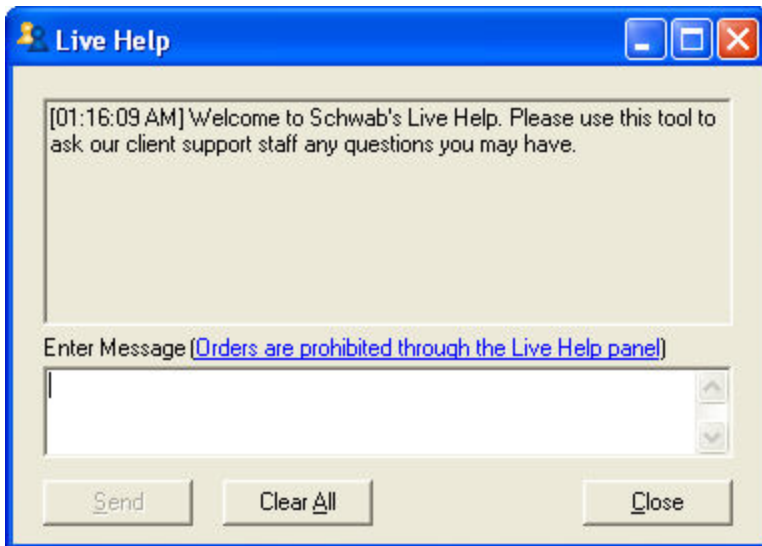 Live Help
[01:16:09 AM] Welcome to Schwab's Live Help. Please use this tool to
ask our client support staff any questions you may have.
Enter Message (Orders are prohibited through the Live Help panel)
Send Clear All Close